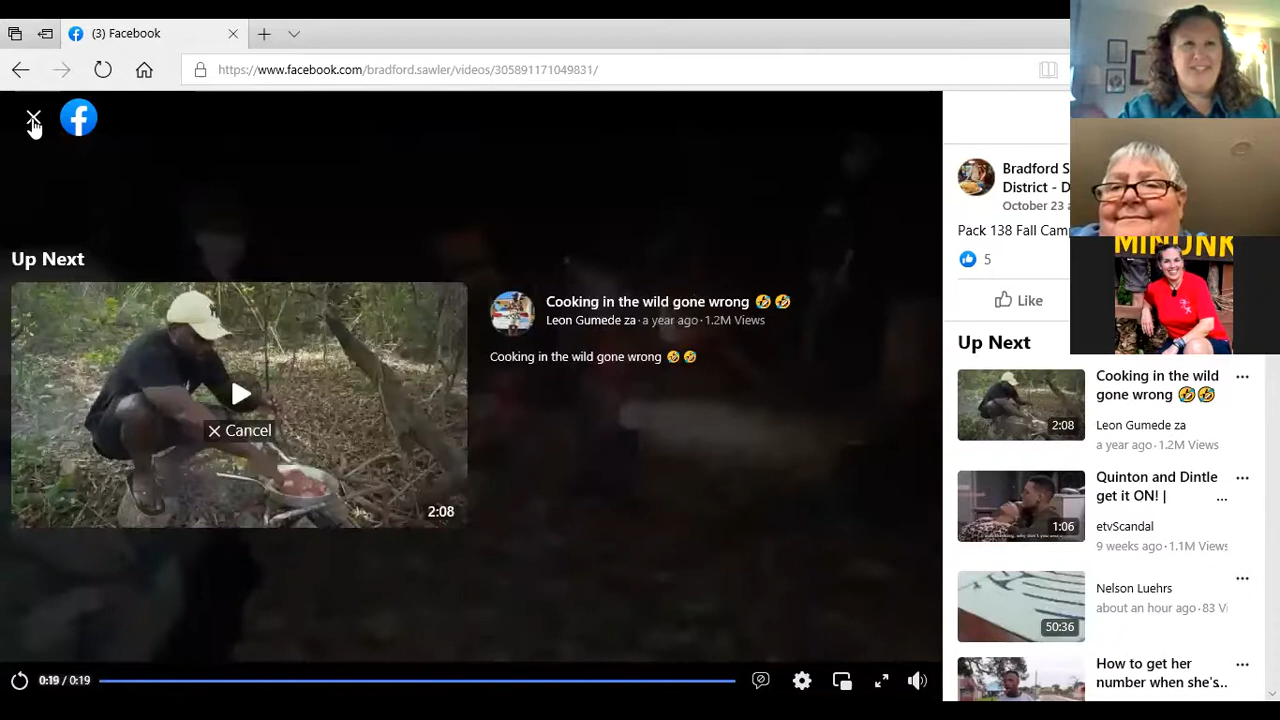 (3) Facebook
https://www.facebook.com/bradford.sawler/videos/305891171049831/
Up Next
Cooking in the wild gone wrong 🤣🤣
Leon Gumede za · a year ago · 1.2M Views
Cooking in the wild gone wrong 🤣🤣
Cancel
2:08
0:19 / 0:19
Bradford S
District - D
October 23 a
Pack 138 Fall Cam
5
Like
Up Next
Cooking in the wild
gone wrong 🤣🤣
2:08
Leon Gumede za
a year ago · 1.2M Views
Quinton and Dintle
get it ON! |
...
1:06
etvScandal
9 weeks ago · 1.1M Views
Nelson Luehrs
about an hour ago · 83 Vi
50:36
How to get her
number when she's...